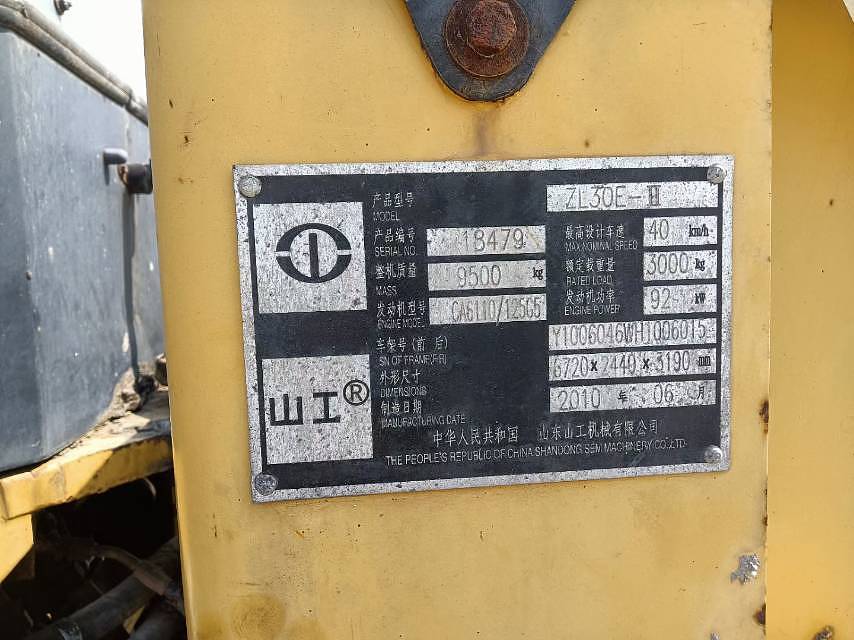 产品型号 ZL30E-II
MODEL
产品编号 18479 最高设计车速 40 km/h
SERIAL NO. MAX NOMINAL SPEED
整机质量 9500 kg 额定载重量 3000 kg
MASS RATED LOAD
发动机型号 CA6110/125G5 发动机功率 92 kW
ENGINE MODEL ENGINE POWER
车架号(前 后) Y1006046WH1006015
S/N OF FRAME(F/R)
外形尺寸 6720 x 2440 x 3190 mm
DIMENSIONS
制造日期 2010 年 06 月
MANUFACTURING DATE
山工®
中华人民共和国 山东山工机械有限公司
THE PEOPLE'S REPUBLIC OF CHINA SHANDONG SEM MACHINERY CO.,LTD.